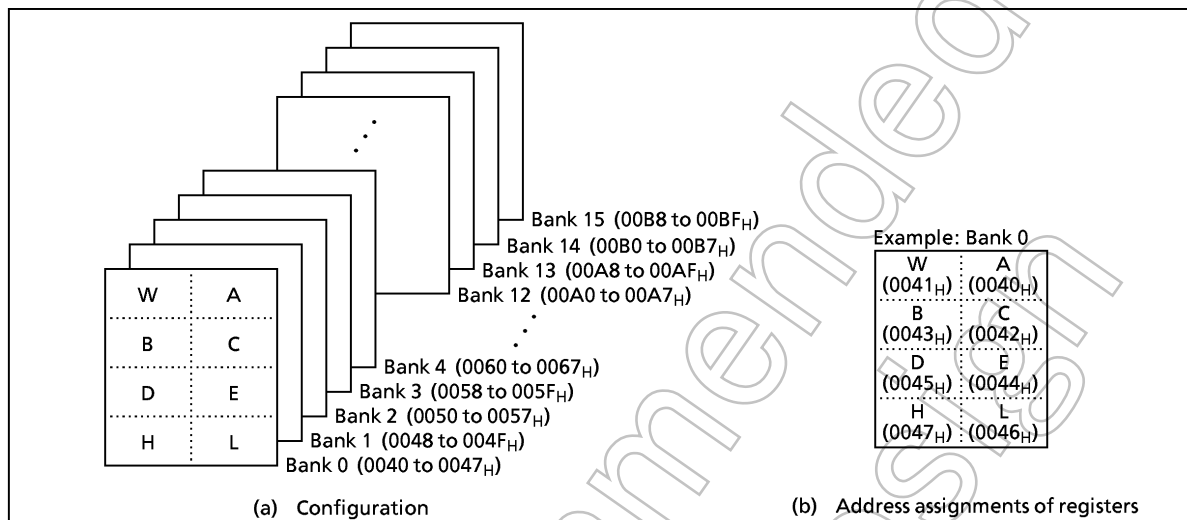 Bank 15 (00B8 to 00BFH)
Bank 14 (00B0 to 00B7H)
Bank 13 (00A8 to 00AFH)
Bank 12 (00A0 to 00A7H)
Bank 4 (0060 to 0067H)
Bank 3 (0058 to 005FH)
Bank 2 (0050 to 0057H)
Bank 1 (0048 to 004FH)
Bank 0 (0040 to 0047H)
W A
B C
D E
H L
(a) Configuration
Example: Bank 0
W A
(0041H) (0040H)
B C
(0043H) (0042H)
D E
(0045H) (0044H)
H L
(0047H) (0046H)
(b) Address assignments of registers